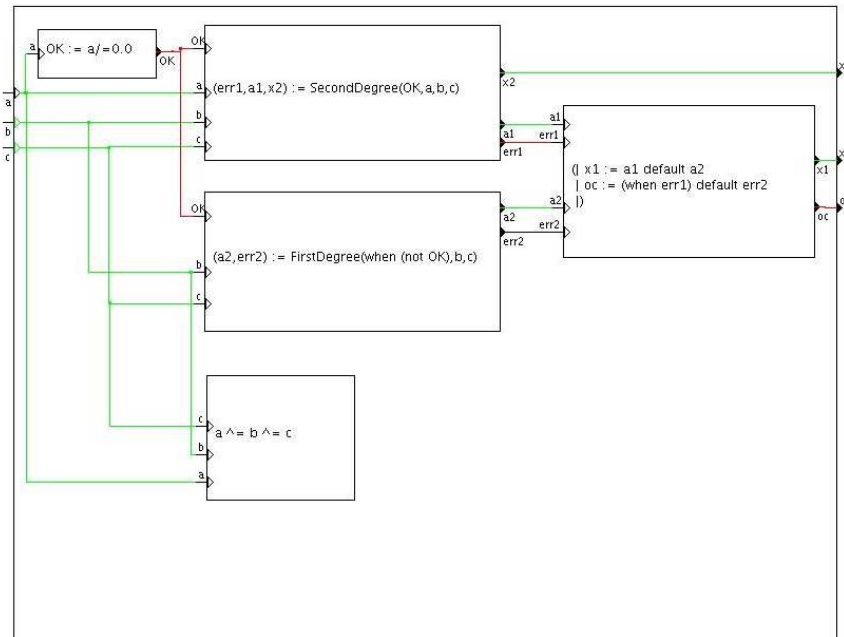 a
OK := a/=0.0
OK
OK
a
b
c
(err1,a1,x2) := SecondDegree(OK,a,b,c)
x2
x
a
b
c
a1
err1
a1
err1
(| x1 := a1 default a2
| oc := (when err1) default err2
|)
x
x1
oc
OK
b
c
(a2,err2) := FirstDegree(when (not OK),b,c)
a2
err2
a2
err2
c
b
a
a ^= b ^= c